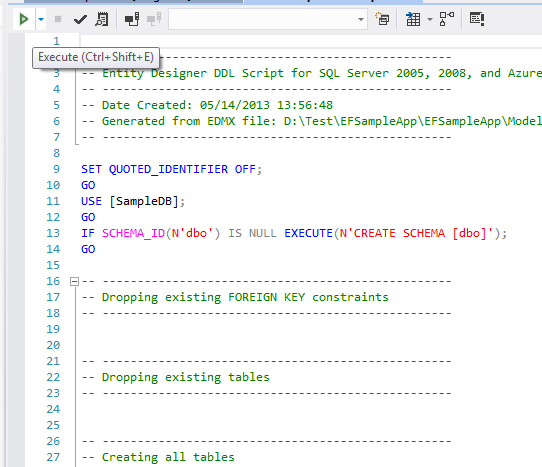 1
Execute (Ctrl+Shift+E)
3 -- Entity Designer DDL Script for SQL Server 2005, 2008, and Azure
4 -- --------------------------------------------------
5 -- Date Created: 05/14/2013 13:56:48
6 -- Generated from EDMX file: D:\Test\EFSampleApp\EFSampleApp\Model
7 -- --------------------------------------------------
8
9 SET QUOTED_IDENTIFIER OFF;
10 GO
11 USE [SampleDB];
12 GO
13 IF SCHEMA_ID(N'dbo') IS NULL EXECUTE(N'CREATE SCHEMA [dbo]');
14 GO
15
16 -- --------------------------------------------------
17 -- Dropping existing FOREIGN KEY constraints
18 -- --------------------------------------------------
19
20
21 -- --------------------------------------------------
22 -- Dropping existing tables
23 -- --------------------------------------------------
24
25
26 -- --------------------------------------------------
27 -- Creating all tables